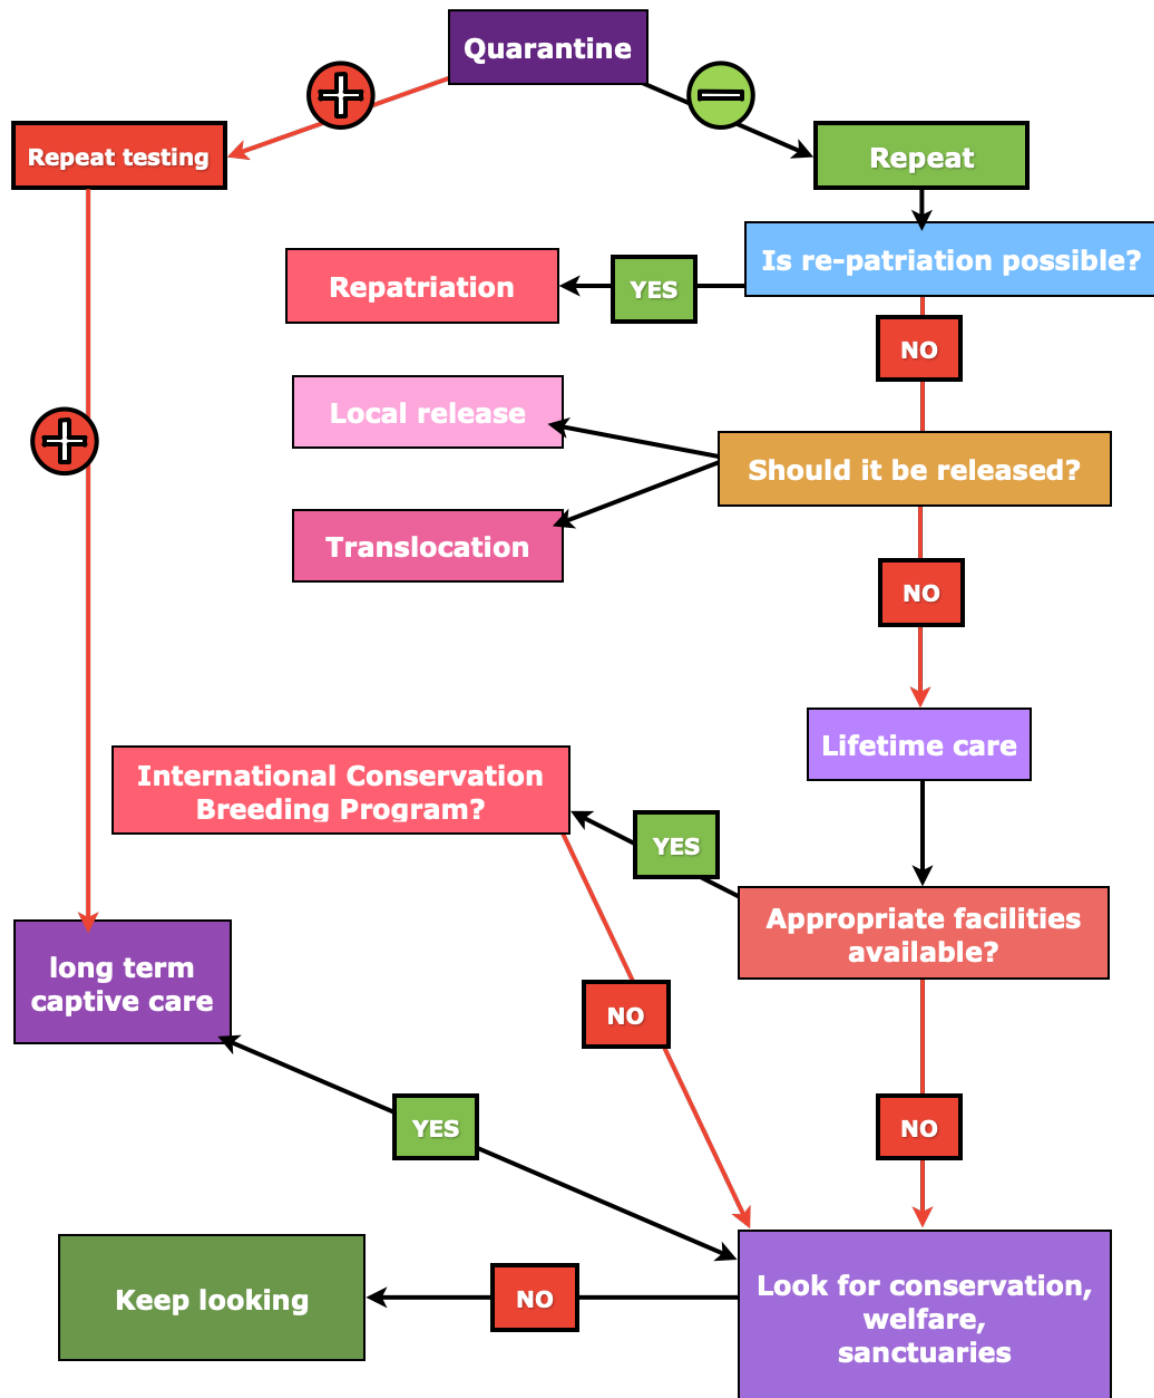 Quarantine
Repeat testing
Repeat
Is re-patriation possible?
Repatriation
YES
NO
Local release
Should it be released?
Translocation
NO
Lifetime care
International Conservation
Breeding Program?
YES
Appropriate facilities
available?
long term
captive care
NO
YES
NO
Keep looking
NO
Look for conservation,
welfare,
sanctuaries